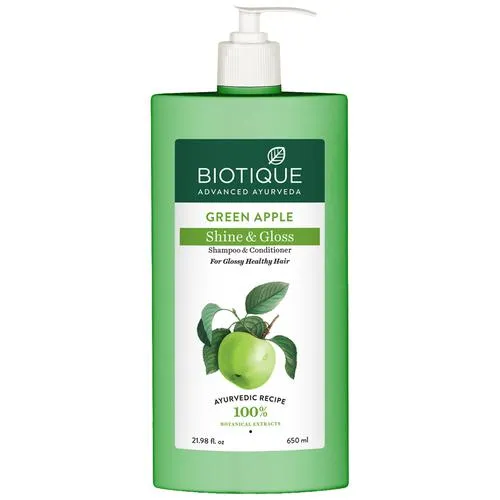 BIOTIQUE
ADVANCED AYURVEDA
GREEN APPLE
Shine & Gloss
Shampoo & Conditioner
For Glossy Healthy Hair
AYURVEDIC RECIPE
100%
BOTANICAL EXTRACTS
21.98 fl. oz 650 ml